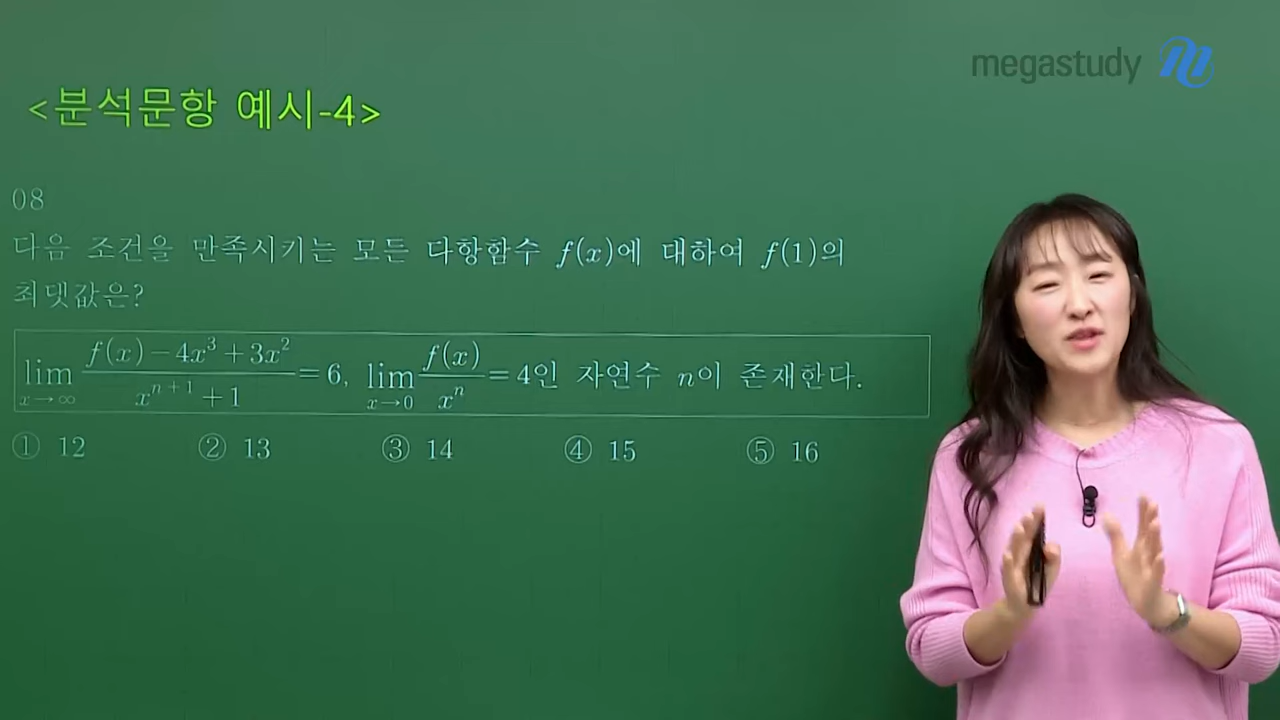 megastudy
<분석문항 예시-4>
08
다음 조건을 만족시키는 모든 다항함수 f(x)에 대하여 f(1)의
최댓값은?
lim_{x→∞} \frac{f(x)-4x^3+3x^2}{x^{n+1}+1} = 6, lim_{x→0} \frac{f(x)}{x^n} = 4인 자연수 n이 존재한다.
① 12 ② 13 ③ 14 ④ 15 ⑤ 16